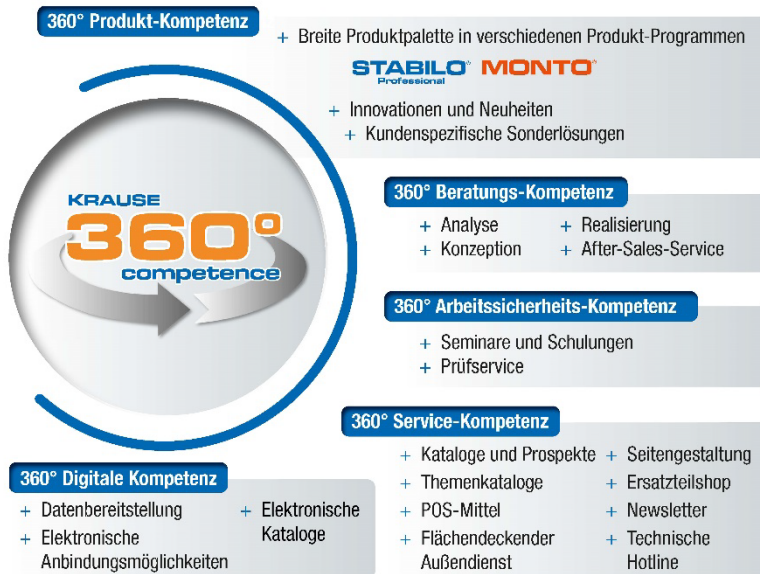 360° Produkt-Kompetenz
+ Breite Produktpalette in verschiedenen Produkt-Programmen
STABILO® MONTO®
Professional
+ Innovationen und Neuheiten
+ Kundenspezifische Sonderlösungen
KRAUSE
360°
competence
360° Beratungs-Kompetenz
+ Analyse + Realisierung
+ Konzeption + After-Sales-Service
360° Arbeitssicherheits-Kompetenz
+ Seminare und Schulungen
+ Prüfservice
360° Service-Kompetenz
+ Kataloge und Prospekte + Seitengestaltung
+ Themenkataloge + Ersatzteilshop
+ POS-Mittel + Newsletter
+ Flächendeckender + Technische
Außendienst Hotline
360° Digitale Kompetenz
+ Datenbereitstellung + Elektronische
Kataloge
+ Elektronische
Anbindungsmöglichkeiten